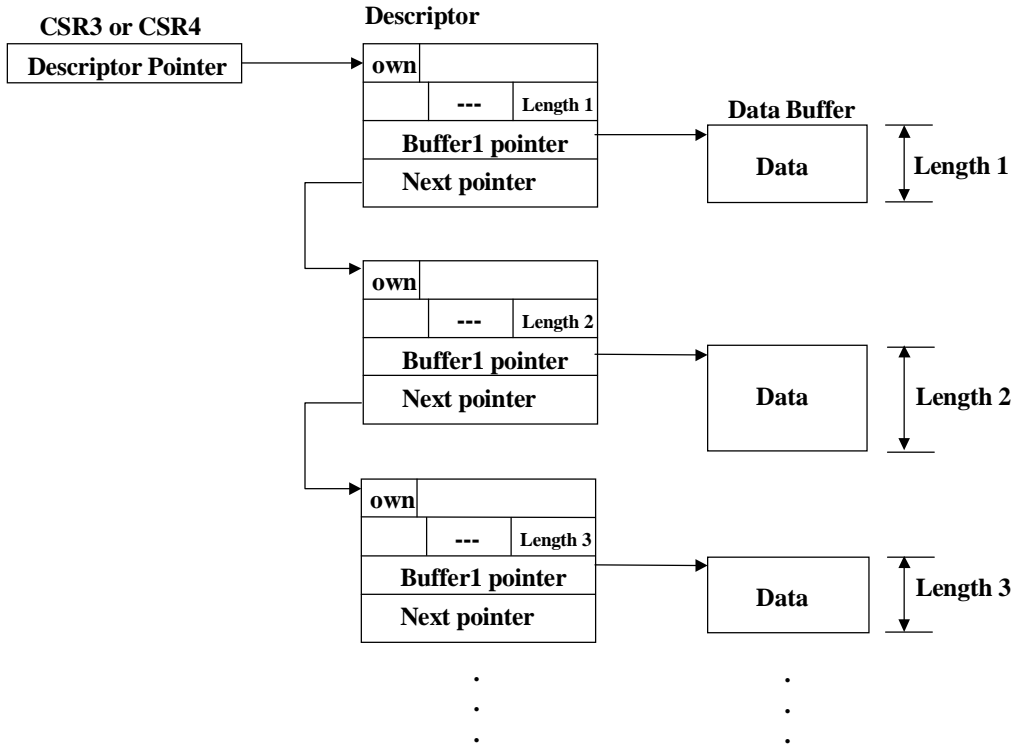 Descriptor
CSR3 or CSR4
Descriptor Pointer
own
--- Length 1
Buffer1 pointer
Next pointer
Data Buffer
Data
Length 1
own
--- Length 2
Buffer1 pointer
Next pointer
Data
Length 2
own
--- Length 3
Buffer1 pointer
Next pointer
Data
Length 3